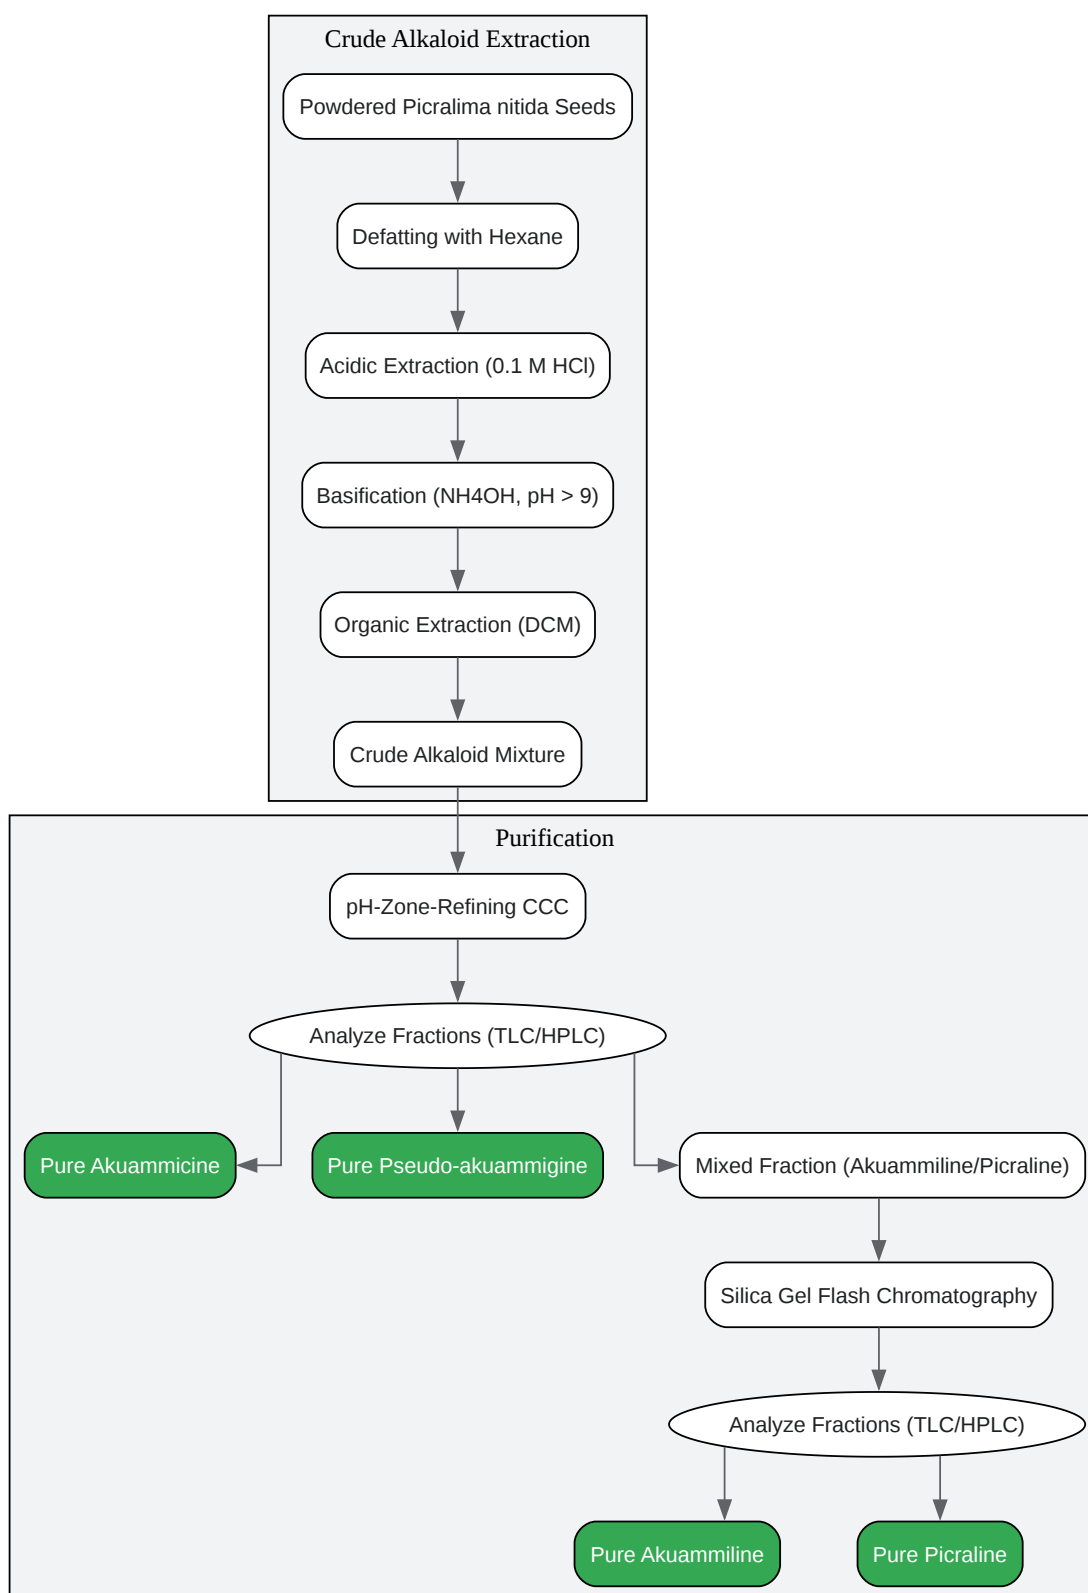 Crude Alkaloid Extraction
Powdered Picralima nitida Seeds
Defatting with Hexane
Acidic Extraction (0.1 M HCl)
Basification (NH4OH, pH > 9)
Organic Extraction (DCM)
Crude Alkaloid Mixture
Purification
pH-Zone-Refining CCC
Analyze Fractions (TLC/HPLC)
Pure Akuammicine
Pure Pseudo-akuammigine
Mixed Fraction (Akuammiline/Picraline)
Silica Gel Flash Chromatography
Analyze Fractions (TLC/HPLC)
Pure Akuammiline
Pure Picraline